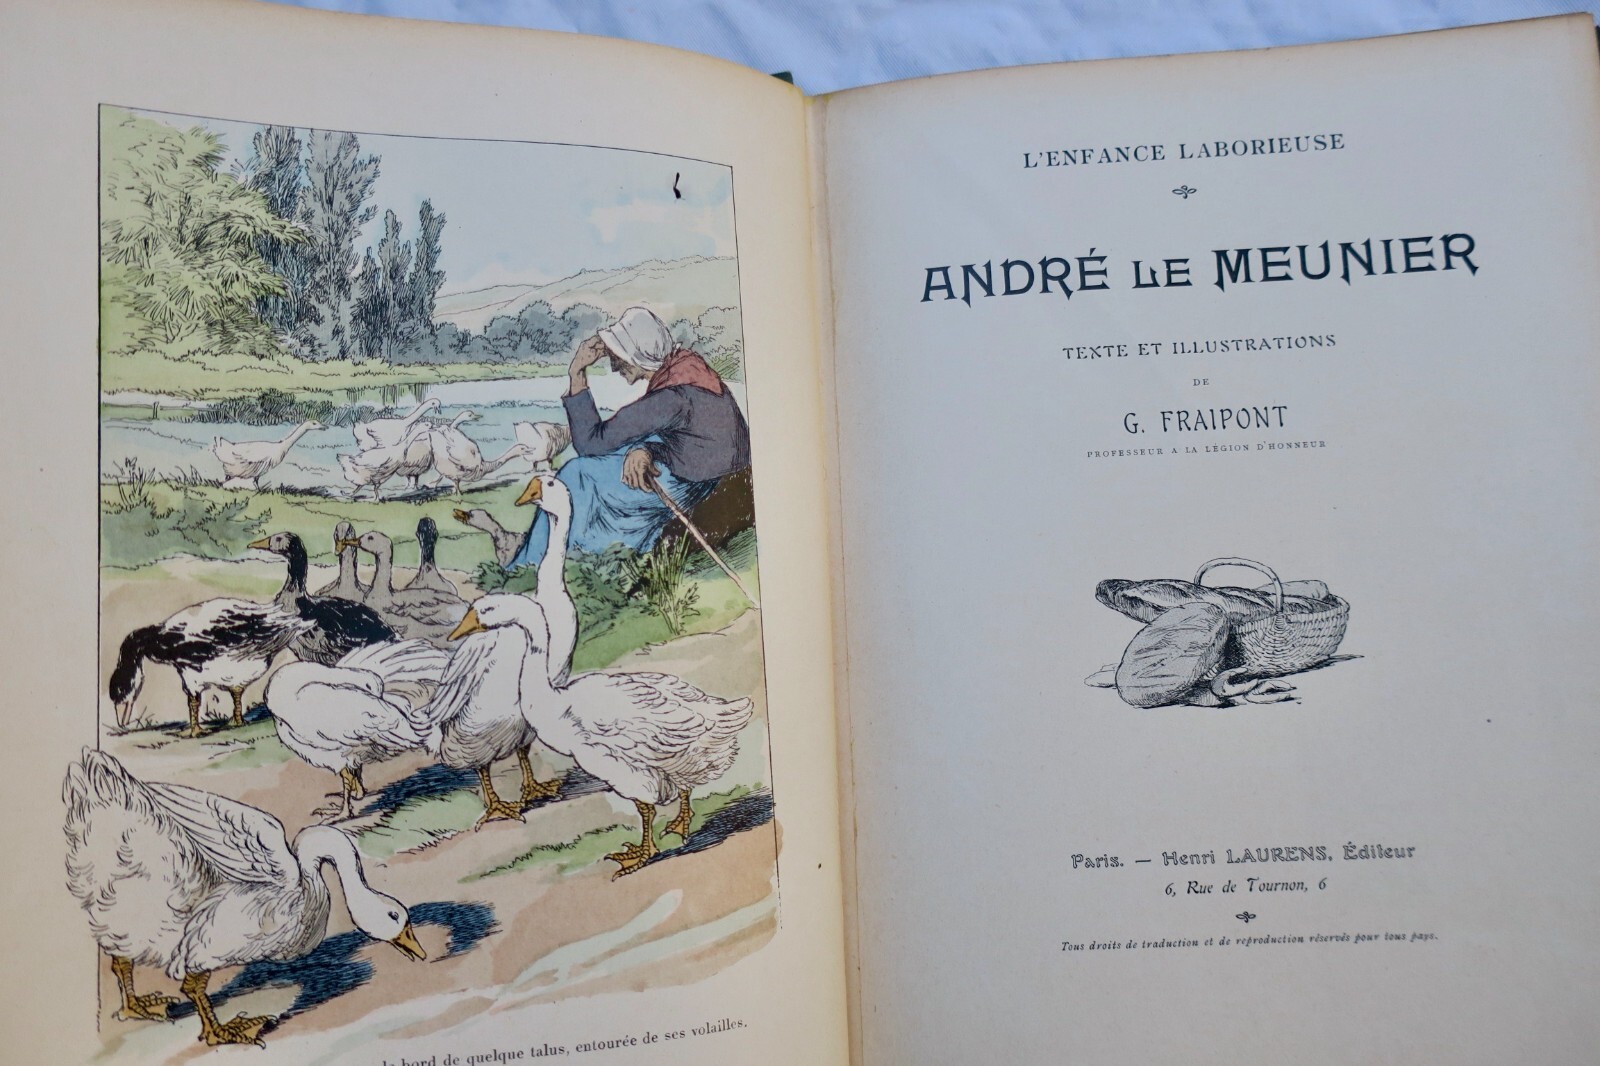 bord de quelque talus, entourée de ses volailles.
L'ENFANCE LABORIEUSE
ANDRÉ LE MEUNIER
TEXTE ET ILLUSTRATIONS
DE
G. FRAIPONT
PROFESSEUR A LA LÉGION D'HONNEUR
Paris. — Henri LAURENS, Éditeur
6, Rue de Tournon, 6
Tous droits de traduction et de reproduction réservés pour tous pays.